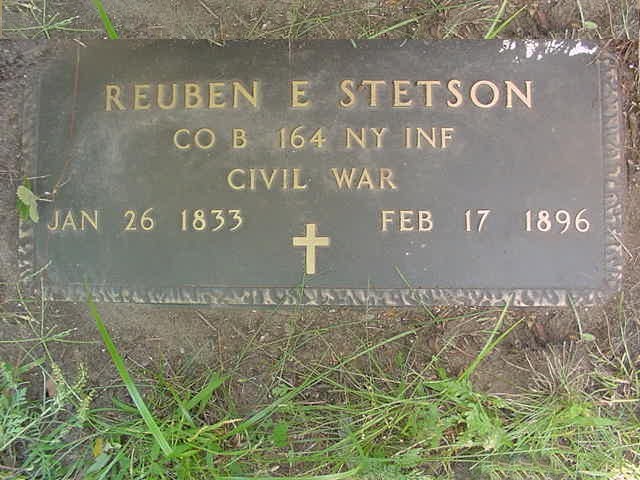 REUBEN E STETSON
CO B 164 NY INF
CIVIL WAR
JAN 26 1833 FEB 17 1896